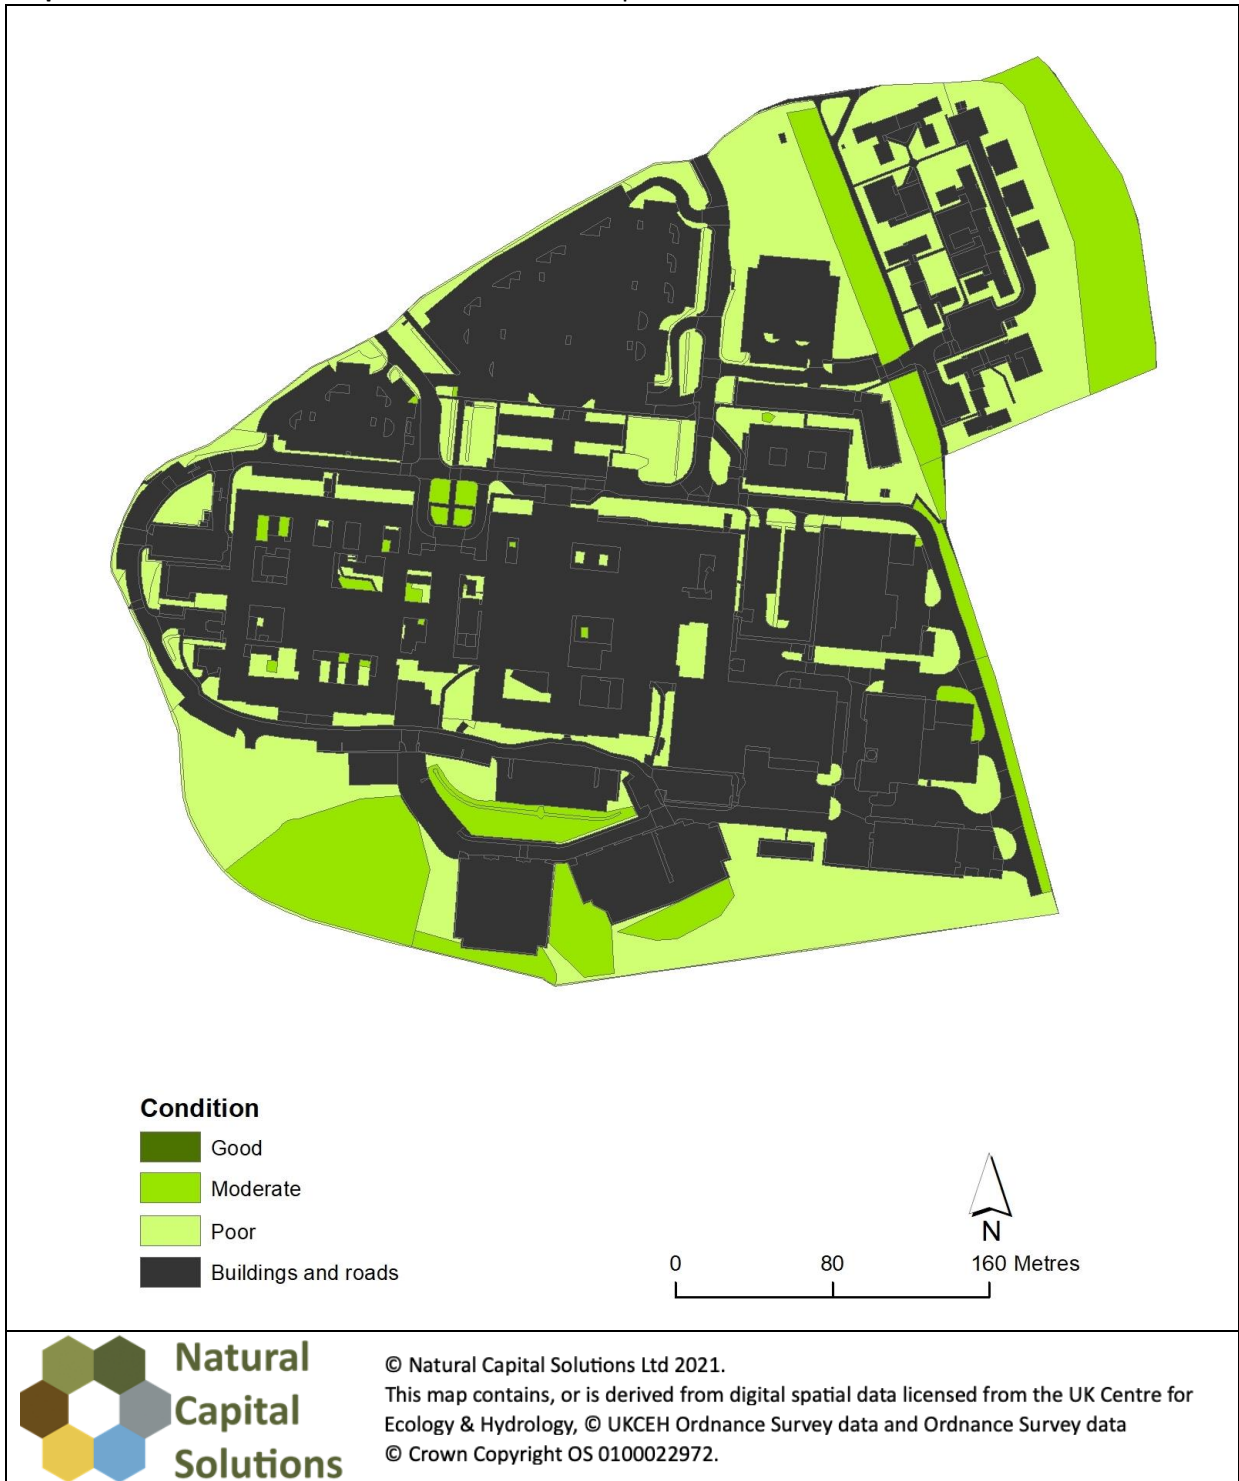 Condition
Good
Moderate
Poor
Buildings and roads
N
0 80 160 Metres
Natural
Capital
Solutions
© Natural Capital Solutions Ltd 2021.
This map contains, or is derived from digital spatial data licensed from the UK Centre for
Ecology & Hydrology, © UKCEH Ordnance Survey data and Ordnance Survey data
© Crown Copyright OS 0100022972.